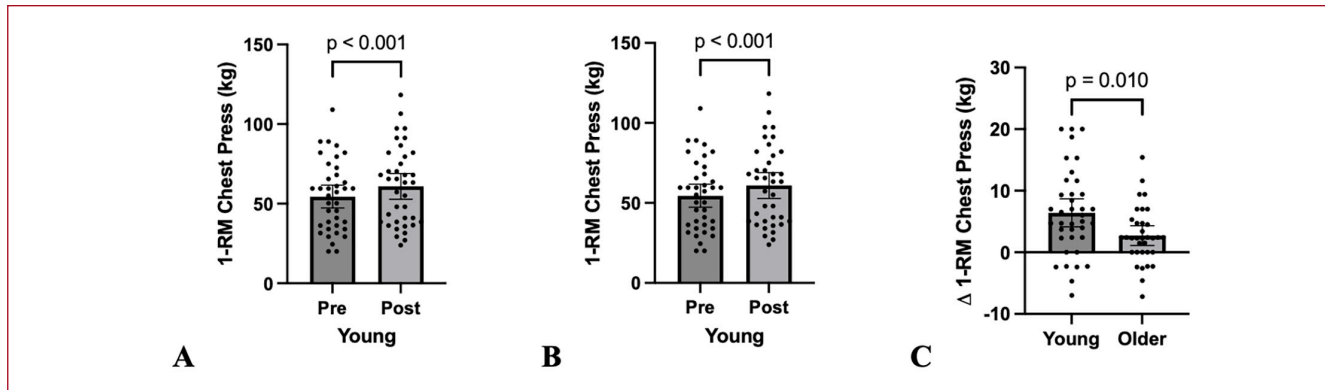 p < 0.001
150
100
50
0
1-RM Chest Press (kg)
Pre Post
Young
A
p < 0.001
150
100
50
0
1-RM Chest Press (kg)
Pre Post
Young
B
p = 0.010
30
20
10
0
-10
Δ 1-RM Chest Press (kg)
Young Older
C